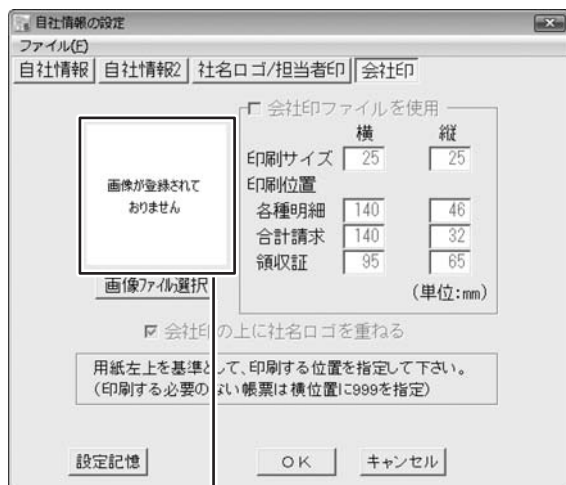 自社情報の設定
ファイル(F)
自社情報 自社情報2 社名ロゴ/担当者印 会社印
会社印ファイルを使用
横 縦
印刷サイズ 25 25
印刷位置
各種明細 140 46
合計請求 140 32
領収証 95 65
(単位:mm)
画像が登録されて
おりません
画像ファイル選択
会社印の上に社名ロゴを重ねる
用紙左上を基準として、印刷する位置を指定して下さい。
(印刷する必要のない帳票は横位置に999を指定)
設定記憶 OK キャンセル